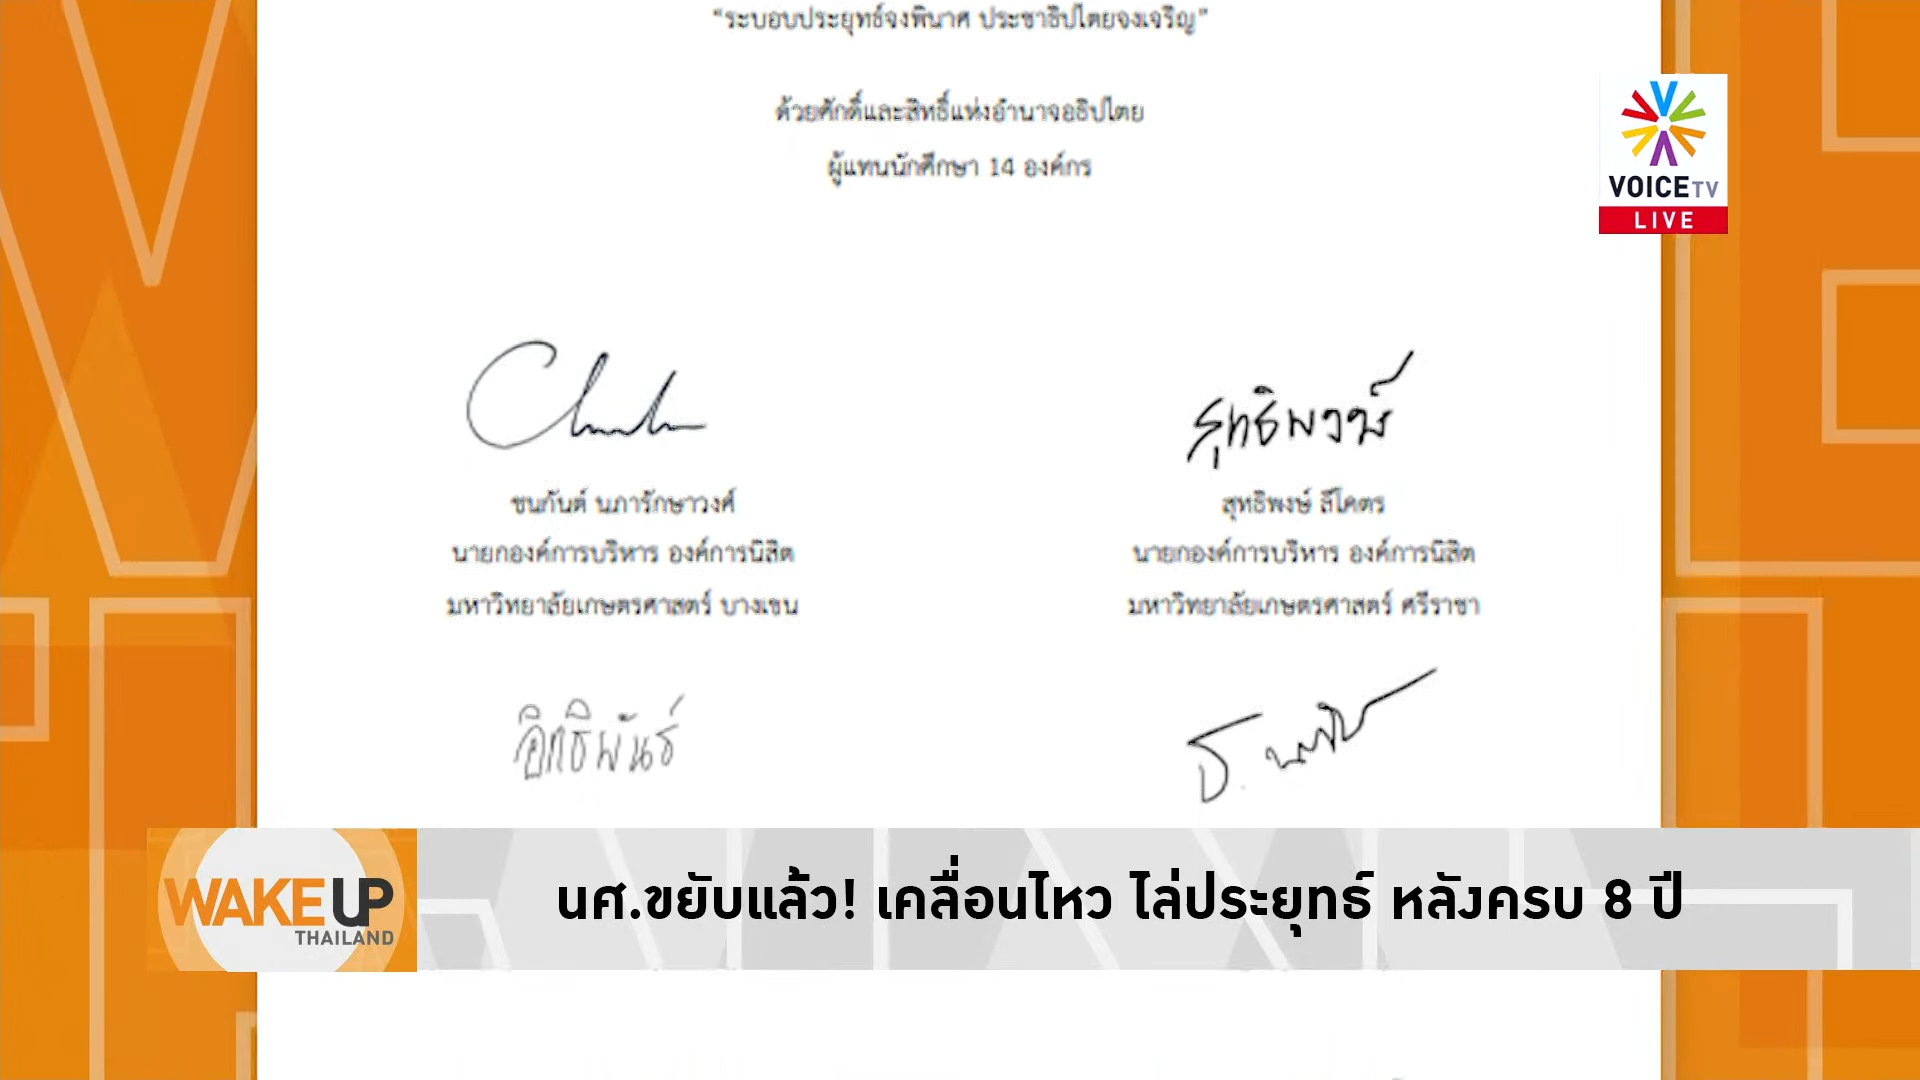 “ระบอบประยุทธ์จงพินาศ ประชาธิปไตยจงเจริญ”
ด้วยศักดิ์และสิทธิ์แห่งอำนาจอธิปไตย
ผู้แทนนักศึกษา 14 องค์กร
VOICE TV
LIVE
สุทธิพงษ์
ชนกันต์ นภารักษาวงศ์
สุทธิพงษ์ ลีโคตร
นายกองค์การบริหาร องค์การนิสิต
นายกองค์การบริหาร องค์การนิสิต
มหาวิทยาลัยเกษตรศาสตร์ บางเขน
มหาวิทยาลัยเกษตรศาสตร์ ศรีราชา
อิทธิพันธ์
WAKE UP
THAILAND
นศ.ขยับแล้ว! เคลื่อนไหว ไล่ประยุทธ์ หลังครบ 8 ปี